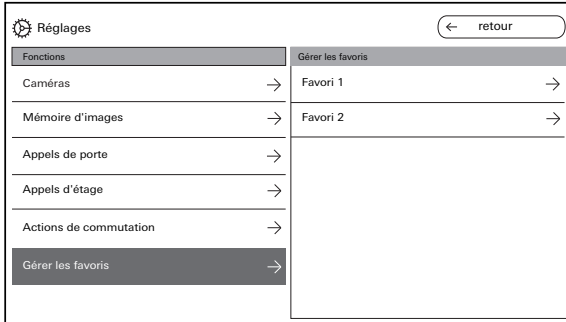 Réglages
← retour
Fonctions
Caméras
Mémoire d'images
Appels de porte
Appels d'étage
Actions de commutation
Gérer les favoris
Gérer les favoris
Favori 1
Favori 2